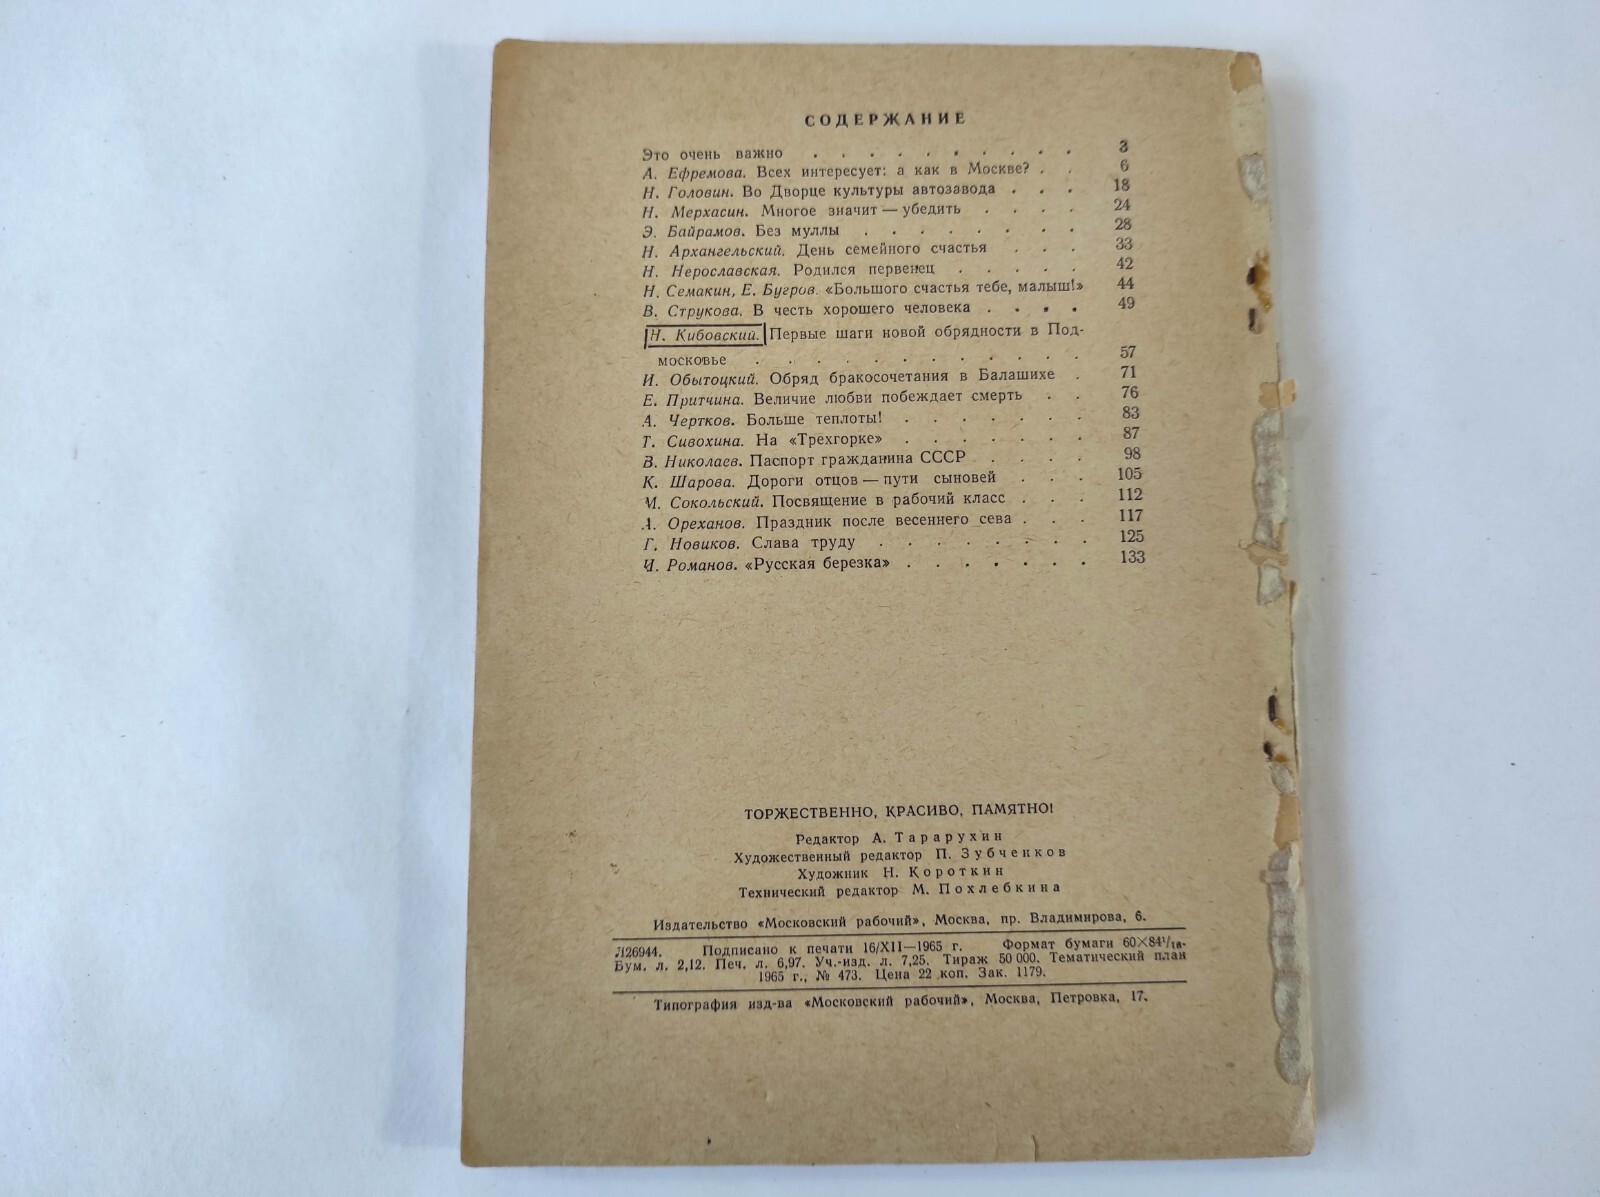 СОДЕРЖАНИЕ
Это очень важно . . . . . . . . . . 3
А. Ефремова. Всех интересует: а как в Москве? . . 6
Н. Головин. Во Дворце культуры автозавода . . . 18
Н. Мерхасин. Многое значит — убедить . . . . 24
Э. Байрамов. Без муллы . . . . . . . . 28
Н. Архангельский. День семейного счастья . . . 33
Н. Нерославская. Родился первенец . . . . . 42
Н. Семакин, Е. Бугров. «Большого счастья тебе, малыш!» 44
В. Струкова. В честь хорошего человека . . . . 49
Н. Кибовский. Первые шаги новой обрядности в Под-
московье . . . . . . . . . . . 57
И. Обытоцкий. Обряд бракосочетания в Балашихе . 71
Е. Притчина. Величие любви побеждает смерть . . 76
А. Чертков. Больше теплоты! . . . . . . . 83
Т. Сивохина. На «Трехгорке» . . . . . . . 87
В. Николаев. Паспорт гражданина СССР . . . . 98
К. Шарова. Дороги отцов — пути сыновей . . . 105
М. Сокольский. Посвящение в рабочий класс . . . 112
А. Ореханов. Праздник после весеннего сева . . . 117
Г. Новиков. Слава труду . . . . . . . . 125
И. Романов. «Русская березка» . . . . . . . 133
ТОРЖЕСТВЕННО, КРАСИВО, ПАМЯТНО!
Редактор А. Тарарухин
Художественный редактор П. Зубченков
Художник Н. Короткин
Технический редактор М. Похлебкина
Издательство «Московский рабочий», Москва, пр. Владимирова, 6.
Л26944. Подписано к печати 16/XII—1965 г. Формат бумаги 60×84 1/16.
Бум. л. 2,12. Печ. л. 6,97. Уч.-изд. л. 7,25. Тираж 50 000. Тематический план
1965 г., № 473. Цена 22 коп. Зак. 1179.
Типография изд-ва «Московский рабочий», Москва, Петровка, 17.